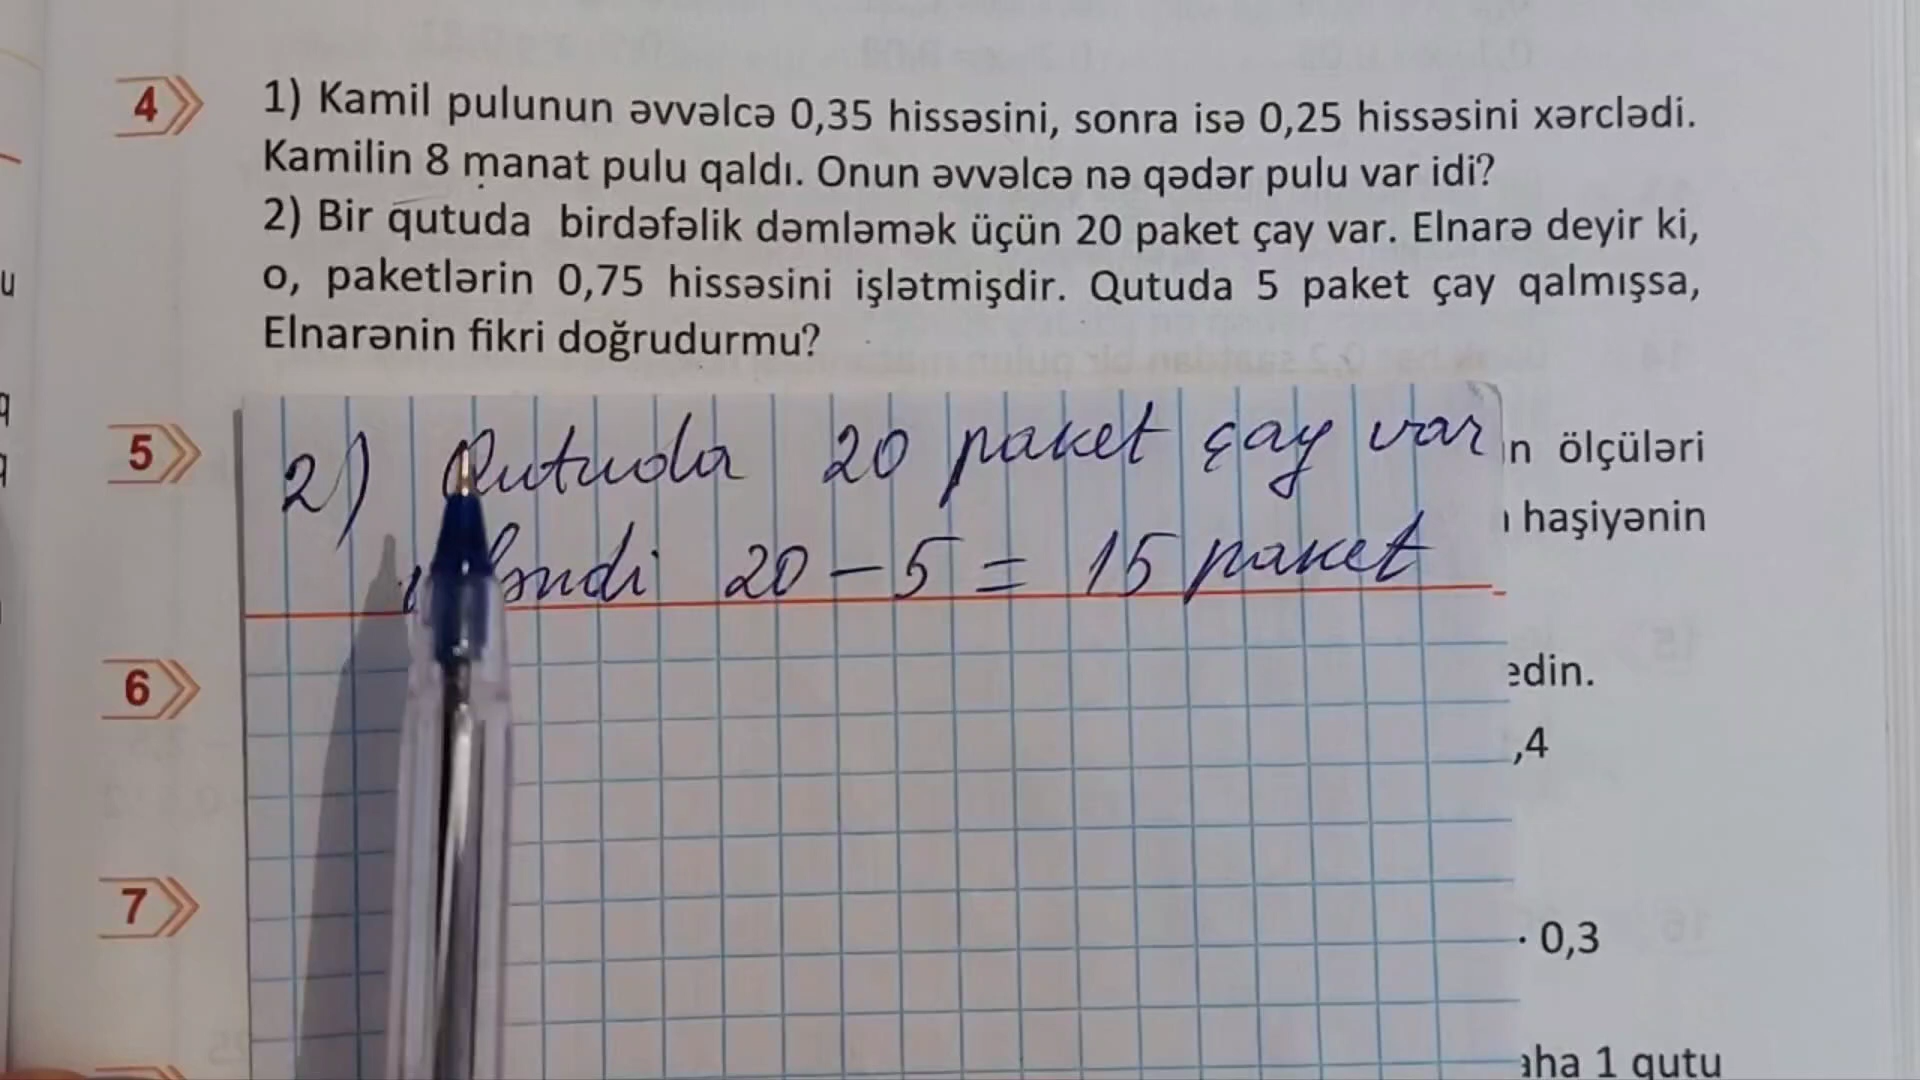 4
1) Kamil pulunun əvvəlcə 0,35 hissəsini, sonra isə 0,25 hissəsini xərclədi.
Kamilin 8 manat pulu qaldı. Onun əvvəlcə nə qədər pulu var idi?
2) Bir qutuda birdəfəlik dəmləmək üçün 20 paket çay var. Elnarə deyir ki,
o, paketlərin 0,75 hissəsini işlətmişdir. Qutuda 5 paket çay qalmışsa,
Elnarənin fikri doğrudurmu?
5
2) Qutuda 20 paket çay var
20 – 5 = 15 paket
ölçüləri
haşiyənin
6
7
,4
· 0,3
1 qutu